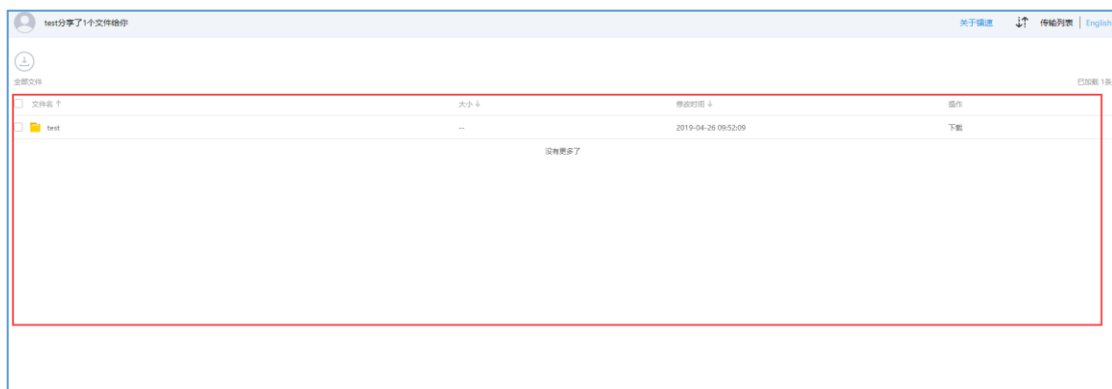 test分享了1个文件给你 关于镭速 传输列表 English
全部文件 已加载 1条
文件名 大小 修改时间 操作
test -- 2019-04-26 09:52:09 下载
没有更多了